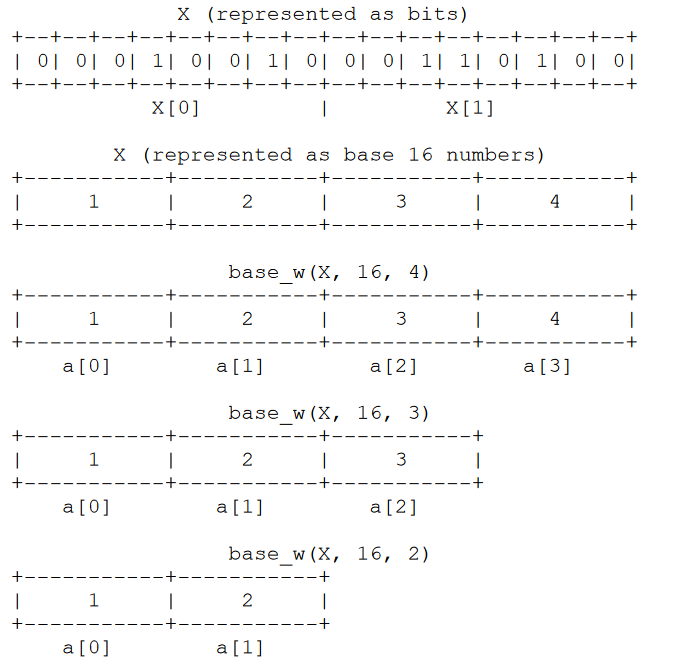 X (represented as bits)
+--+--+--+--+--+--+--+--+--+--+--+--+--+--+--+--+
| 0| 0| 0| 1| 0| 0| 1| 0| 0| 0| 1| 1| 0| 1| 0| 0|
+--+--+--+--+--+--+--+--+--+--+--+--+--+--+--+--+
X[0] | X[1]
X (represented as base 16 numbers)
+-----------+-----------+-----------+-----------+
| 1 | 2 | 3 | 4 |
+-----------+-----------+-----------+-----------+
base_w(X, 16, 4)
+-----------+-----------+-----------+-----------+
| 1 | 2 | 3 | 4 |
+-----------+-----------+-----------+-----------+
a[0] a[1] a[2] a[3]
base_w(X, 16, 3)
+-----------+-----------+-----------+
| 1 | 2 | 3 |
+-----------+-----------+-----------+
a[0] a[1] a[2]
base_w(X, 16, 2)
+-----------+-----------+
| 1 | 2 |
+-----------+-----------+
a[0] a[1]